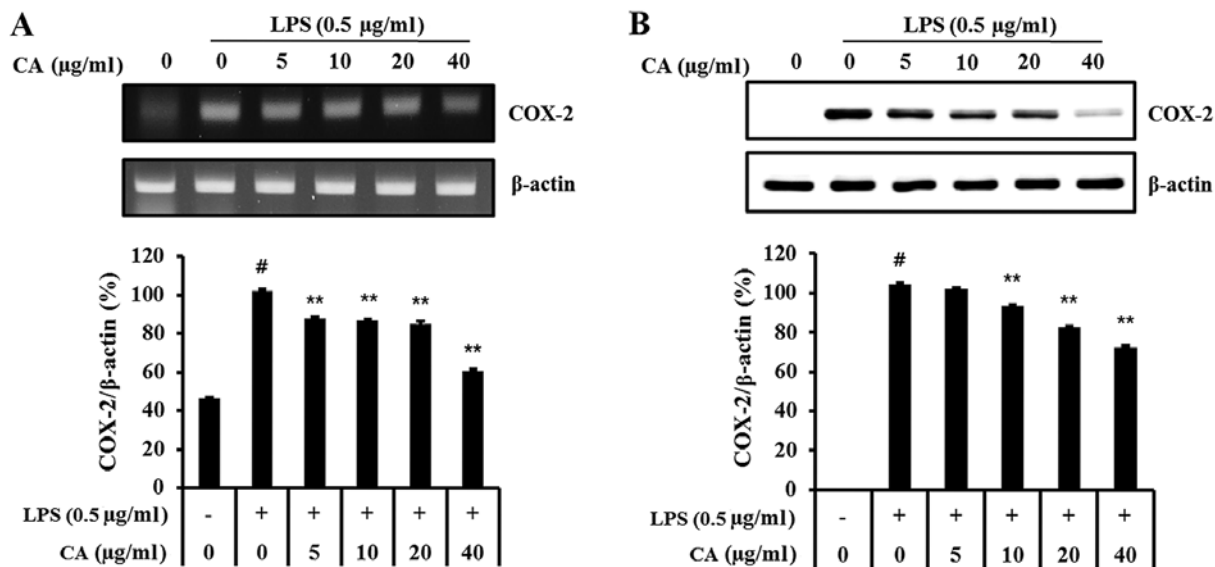 A
LPS (0.5 µg/ml)
CA (µg/ml) 0 0 5 10 20 40
COX-2
β-actin
120
100
80
60
40
20
0
COX-2/β-actin (%)
# ** ** ** **
LPS (0.5 µg/ml) - + + + + +
CA (µg/ml) 0 0 5 10 20 40
B
LPS (0.5 µg/ml)
CA (µg/ml) 0 0 5 10 20 40
COX-2
β-actin
120
100
80
60
40
20
0
COX-2/β-actin (%)
# ** ** **
LPS (0.5 µg/ml) - + + + + +
CA (µg/ml) 0 0 5 10 20 40